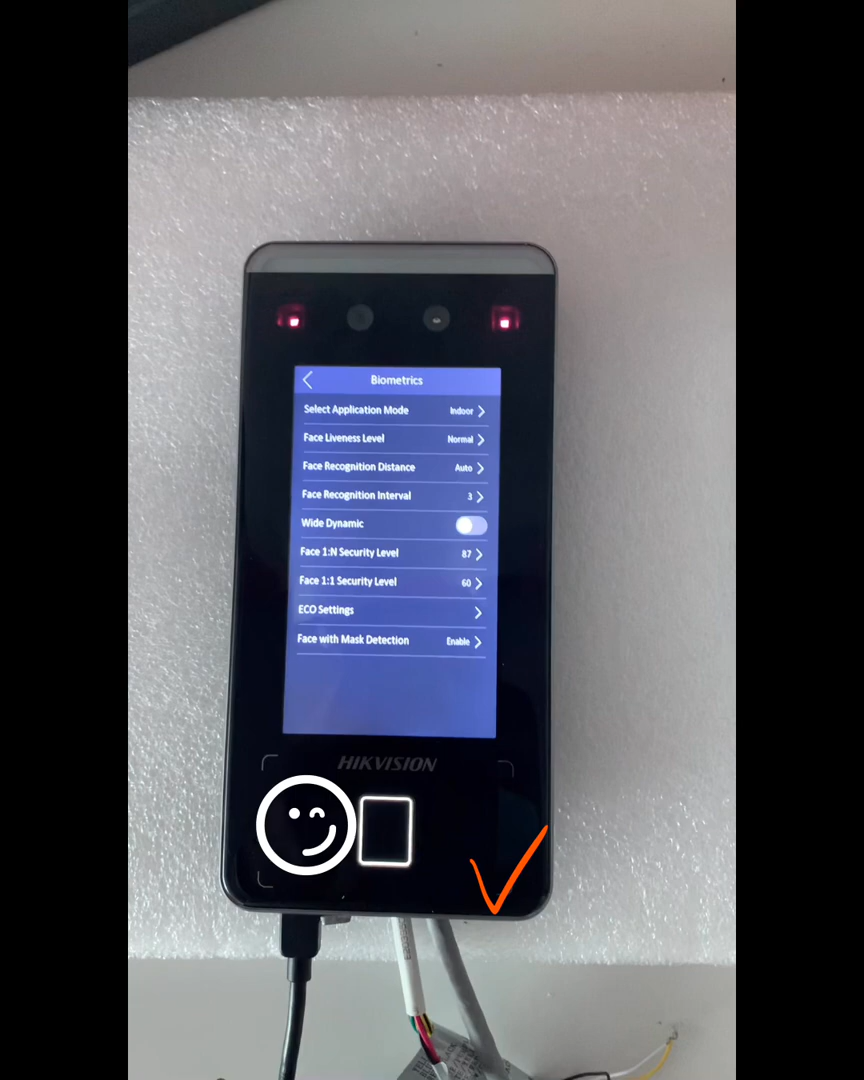 Biometrics
Select Application Mode Indoor
Face Liveness Level Normal
Face Recognition Distance Auto
Face Recognition Interval 3
Wide Dynamic
Face 1:N Security Level 87
Face 1:1 Security Level 60
ECO Settings
Face with Mask Detection Enable
HIKVISION